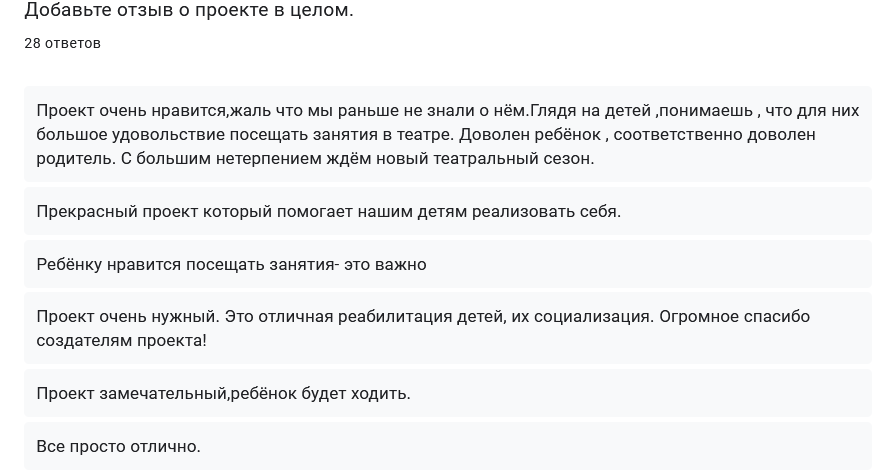 Добавьте отзыв о проекте в целом.
28 ответов
Проект очень нравится,жаль что мы раньше не знали о нём.Глядя на детей ,понимаешь , что для них
большое удовольствие посещать занятия в театре. Доволен ребёнок , соответственно доволен
родитель. С большим нетерпением ждём новый театральный сезон.
Прекрасный проект который помогает нашим детям реализовать себя.
Ребёнку нравится посещать занятия- это важно
Проект очень нужный. Это отличная реабилитация детей, их социализация. Огромное спасибо
создателям проекта!
Проект замечательный,ребёнок будет ходить.
Все просто отлично.